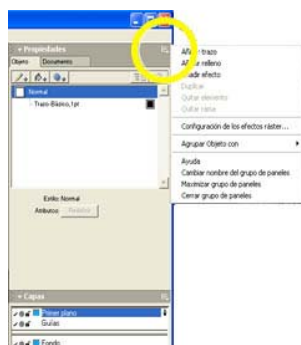 Propiedades
Objeto Documento
Normal
Trazo-Básico, 1pt
Estilo: Normal
Atributos:
Capas
Primer plano
Guías
Fondo
Añadir trazo
Añadir relleno
Añadir efecto
Duplicar
Quitar elemento
Quitar rama
Configuración de los efectos ráster...
Agrupar Objeto con
Ayuda
Cambiar nombre del grupo de paneles
Maximizar grupo de paneles
Cerrar grupo de paneles